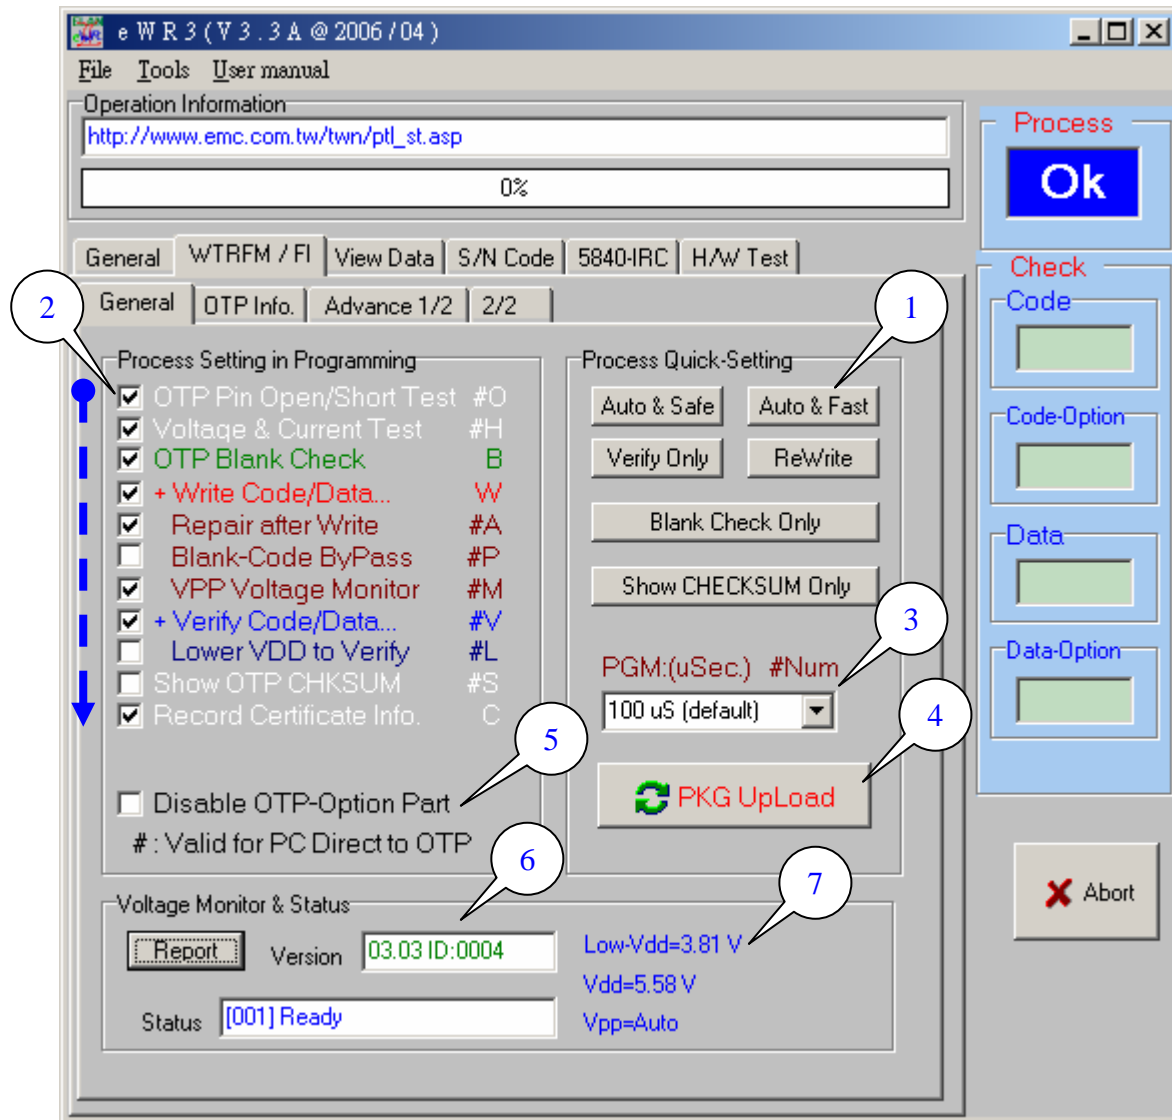 e W R 3 ( V 3 . 3 A @ 2006 / 04 )
File Tools User manual
Operation Information
http://www.emc.com.tw/twn/ptl_st.asp
0%
General WTRFM / FI View Data S/N Code 5840-IRC H/W Test
General OTP Info. Advance 1/2 2/2
2
1
Process Setting in Programming
OTP Pin Open/Short Test #O
Voltage & Current Test #H
OTP Blank Check B
+ Write Code/Data... W
Repair after Write #A
Blank-Code ByPass #P
VPP Voltage Monitor #M
+ Verify Code/Data... #V
Lower VDD to Verify #L
Show OTP CHKSUM #S
Record Certificate Info. C
Disable OTP-Option Part
# : Valid for PC Direct to OTP
5
Process Quick-Setting
Auto & Safe Auto & Fast
Verify Only ReWrite
Blank Check Only
Show CHECKSUM Only
PGM:(uSec.) #Num
100 uS (default)
3
PKG UpLoad
4
Voltage Monitor & Status
6
Report Version 03.03 ID:0004
Status [001] Ready
7
Low-Vdd=3.81 V
Vdd=5.58 V
Vpp=Auto
Process
Ok
Check
Code
Code-Option
Data
Data-Option
Abort